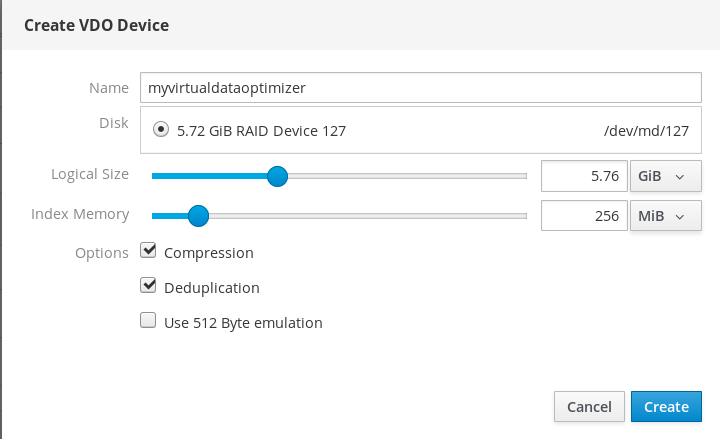 Create VDO Device
Name myvirtualdataoptimizer
Disk 5.72 GiB RAID Device 127 /dev/md/127
Logical Size 5.76 GiB
Index Memory 256 MiB
Options Compression
Deduplication
Use 512 Byte emulation
Cancel Create